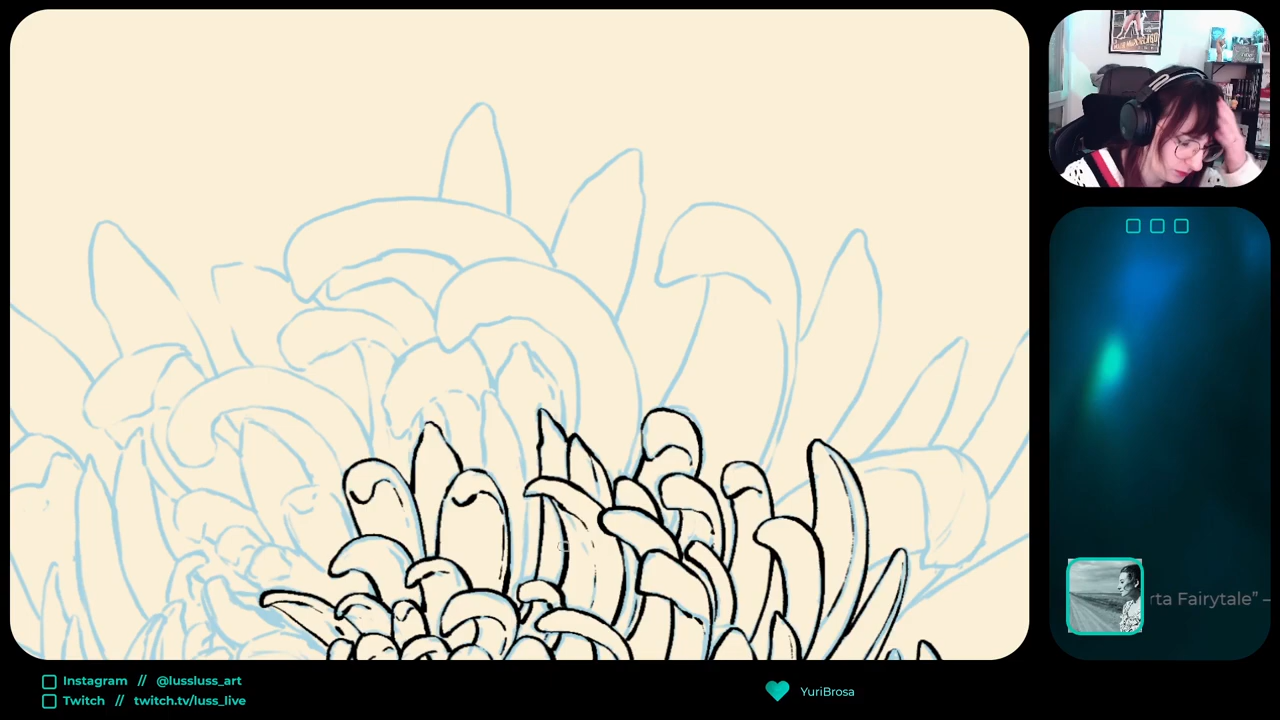 rta Fairytale” –
Instagram // @lussluss_art
Twitch // twitch.tv/luss_live
YuriBrosa